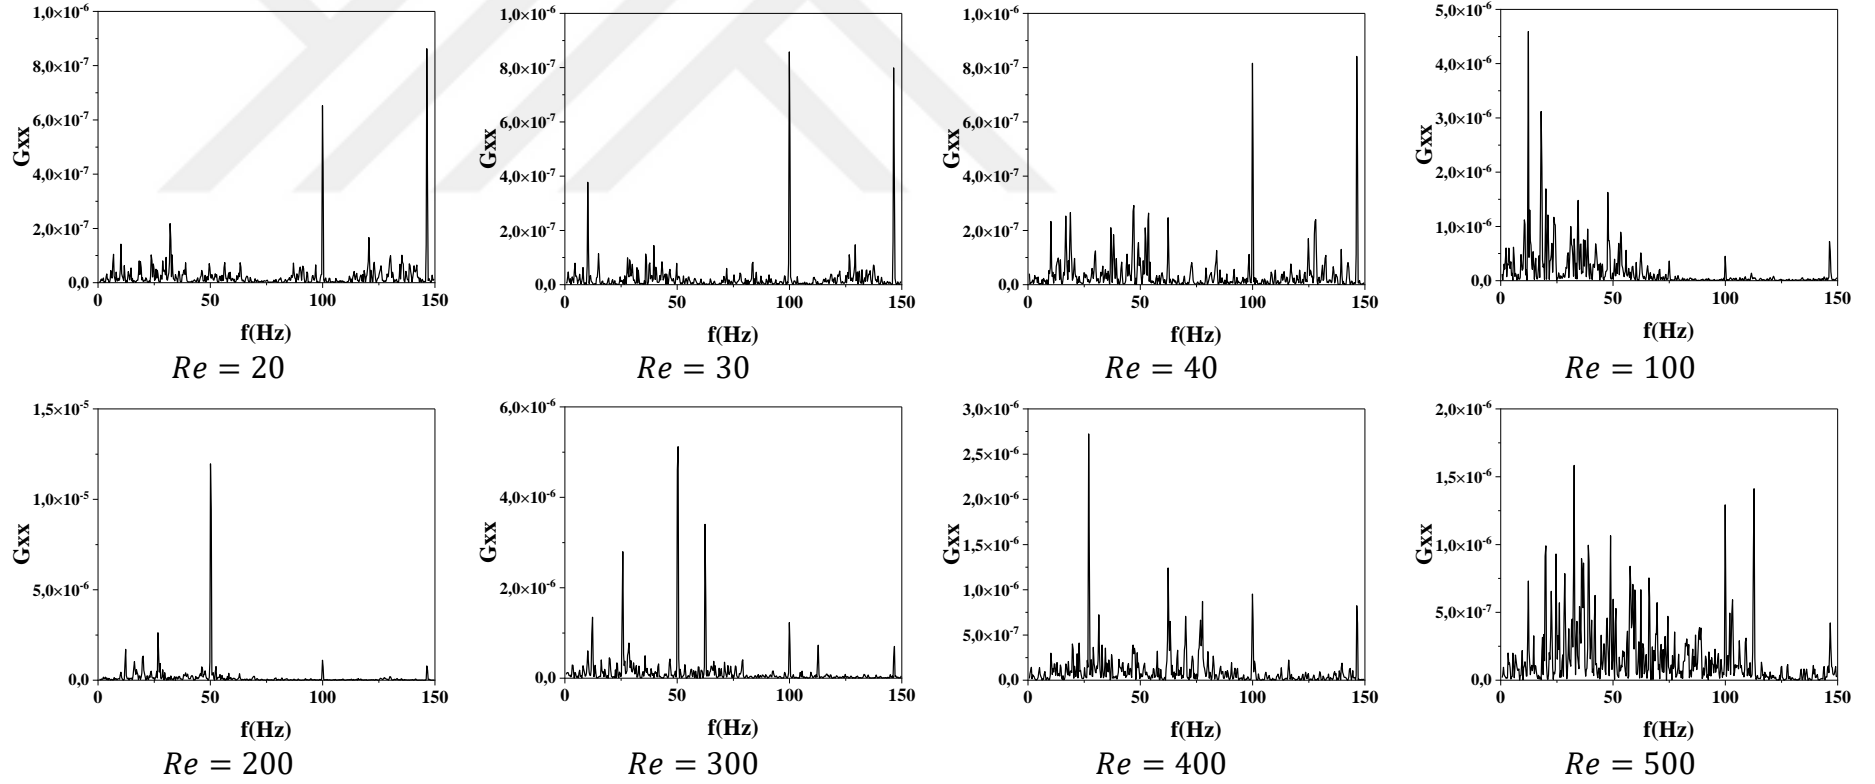 1,0×10⁻⁶
8,0×10⁻⁷
6,0×10⁻⁷
4,0×10⁻⁷
2,0×10⁻⁷
0,0
Gxx
0 50 100 150
f(Hz)
Re = 20
1,0×10⁻⁶
8,0×10⁻⁷
6,0×10⁻⁷
4,0×10⁻⁷
2,0×10⁻⁷
0,0
Gxx
0 50 100 150
f(Hz)
Re = 30
1,0×10⁻⁶
8,0×10⁻⁷
6,0×10⁻⁷
4,0×10⁻⁷
2,0×10⁻⁷
0,0
Gxx
0 50 100 150
f(Hz)
Re = 40
5,0×10⁻⁶
4,0×10⁻⁶
3,0×10⁻⁶
2,0×10⁻⁶
1,0×10⁻⁶
0,0
Gxx
0 50 100 150
f(Hz)
Re = 100
1,5×10⁻⁵
1,0×10⁻⁵
5,0×10⁻⁶
0,0
Gxx
0 50 100 150
f(Hz)
Re = 200
6,0×10⁻⁶
4,0×10⁻⁶
2,0×10⁻⁶
0,0
Gxx
0 50 100 150
f(Hz)
Re = 300
3,0×10⁻⁶
2,5×10⁻⁶
2,0×10⁻⁶
1,5×10⁻⁶
1,0×10⁻⁶
5,0×10⁻⁷
0,0
Gxx
0 50 100 150
f(Hz)
Re = 400
2,0×10⁻⁶
1,5×10⁻⁶
1,0×10⁻⁶
5,0×10⁻⁷
0,0
Gxx
0 50 100 150
f(Hz)
Re = 500